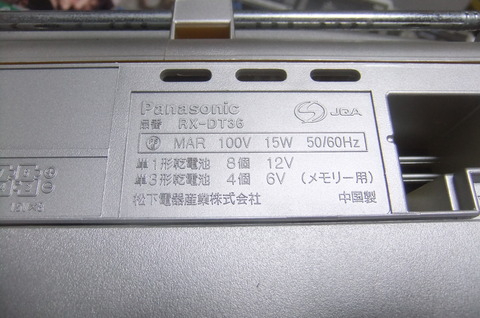 Panasonic
品番 RX-DT36 JQA
MAR 100V 15W 50/60Hz
単1形乾電池 8個 12V
単3形乾電池 4個 6V (メモリー用)
松下電器産業株式会社 中国製